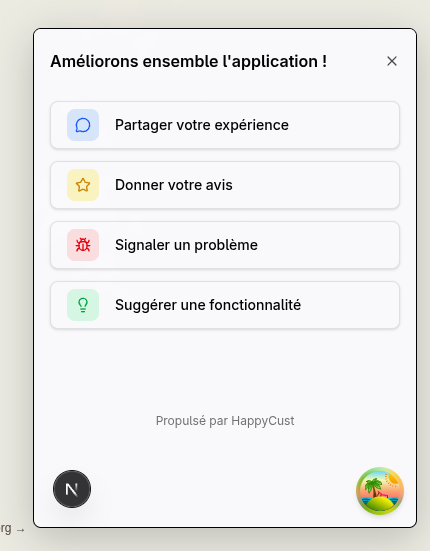 Améliorons ensemble l'application !
Partager votre expérience
Donner votre avis
Signaler un problème
Suggérer une fonctionnalité
Propulsé par HappyCust
N
rg →